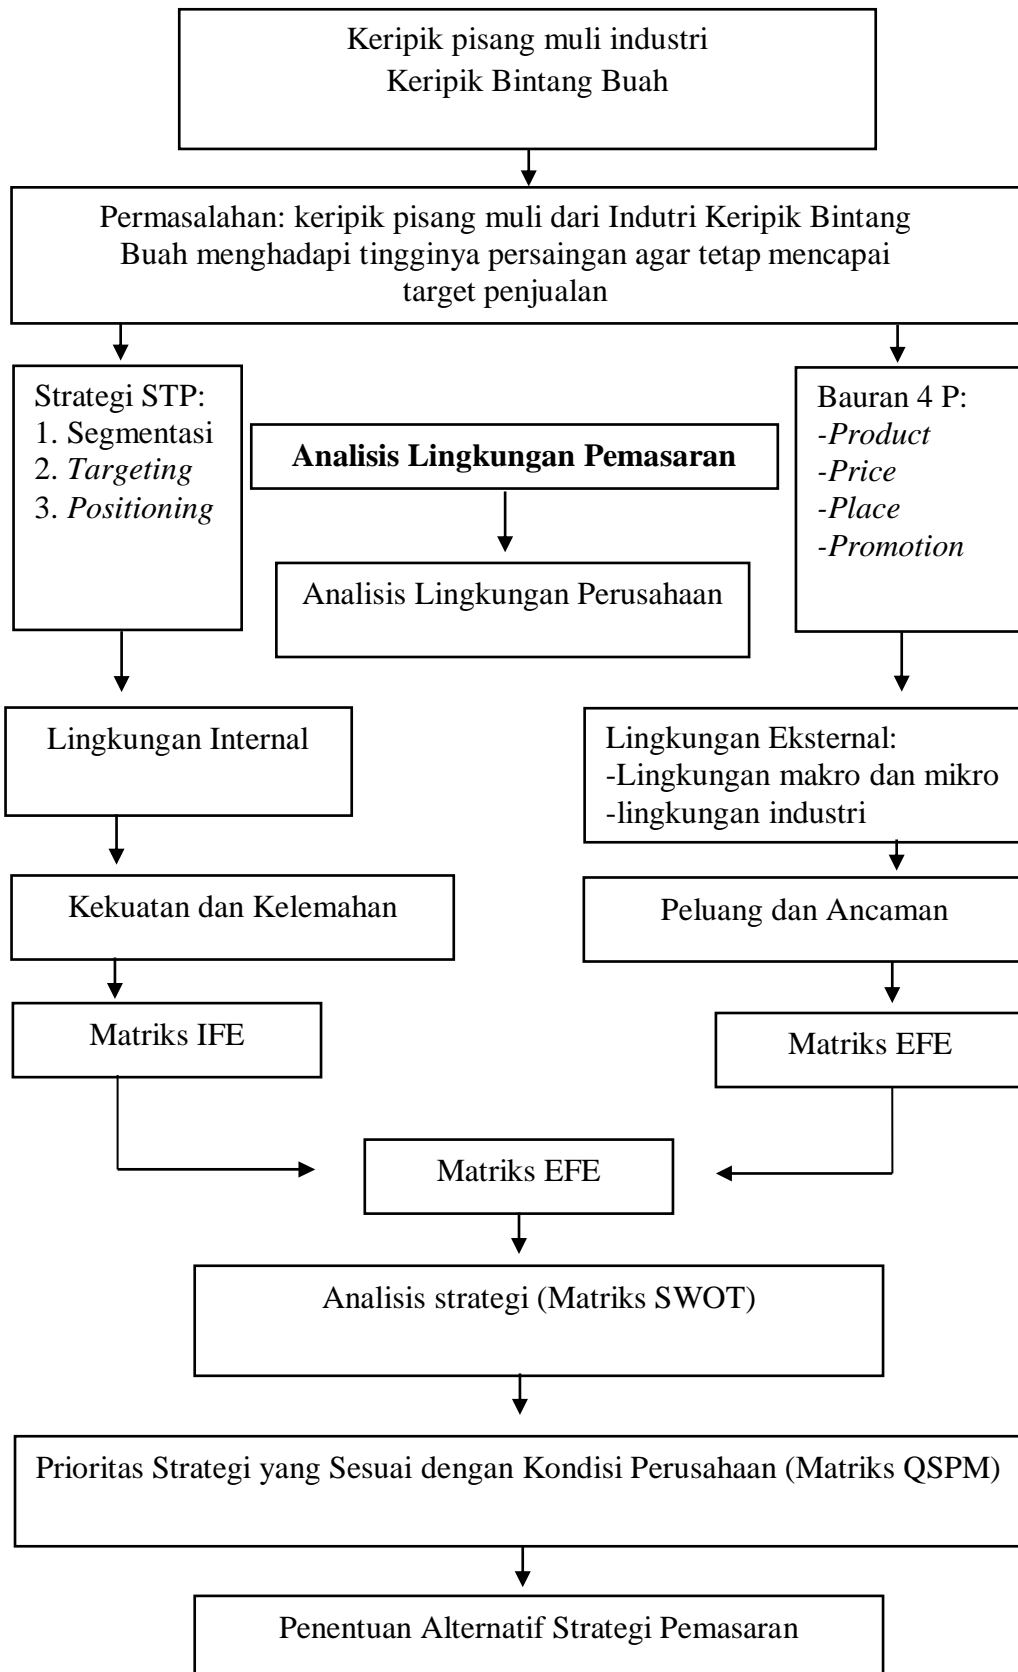 Keripik pisang muli industri
Keripik Bintang Buah
Permasalahan: keripik pisang muli dari Indutri Keripik Bintang
Buah menghadapi tingginya persaingan agar tetap mencapai
target penjualan
Strategi STP:
1. Segmentasi
2. Targeting
3. Positioning
Analisis Lingkungan Pemasaran
Analisis Lingkungan Perusahaan
Bauran 4 P:
-Product
-Price
-Place
-Promotion
Lingkungan Internal
Lingkungan Eksternal:
-Lingkungan makro dan mikro
-lingkungan industri
Kekuatan dan Kelemahan
Peluang dan Ancaman
Matriks IFE
Matriks EFE
Matriks EFE
Analisis strategi (Matriks SWOT)
Prioritas Strategi yang Sesuai dengan Kondisi Perusahaan (Matriks QSPM)
Penentuan Alternatif Strategi Pemasaran